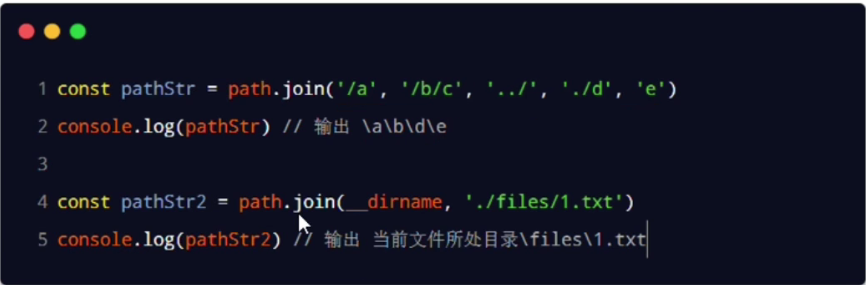 1 const pathStr = path.join('/a', '/b/c', '../', './d', 'e')
2 console.log(pathStr) // 输出 \a\b\d\e
3
4 const pathStr2 = path.join(__dirname, './files/1.txt')
5 console.log(pathStr2) // 输出 当前文件所处目录\files\1.txt